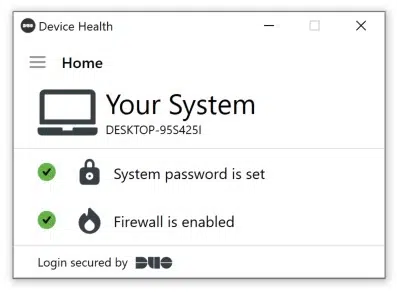 Device Health
Home
Your System
DESKTOP-95S425I
System password is set
Firewall is enabled
Login secured by DUO